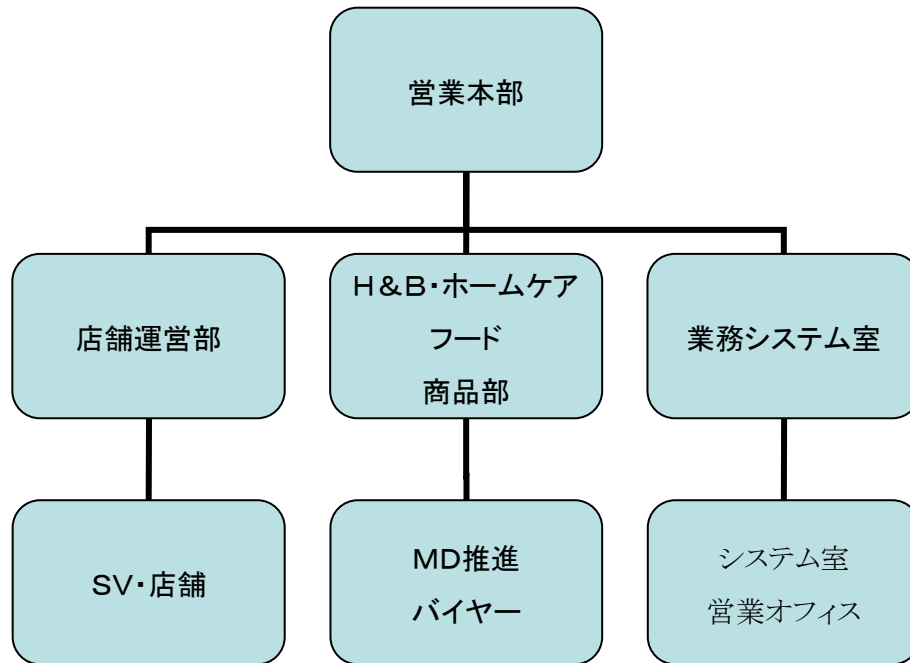 営業本部
店舗運営部
H&B・ホームケア
フード
商品部
業務システム室
SV・店舗
MD推進
バイヤー
システム室
営業オフィス